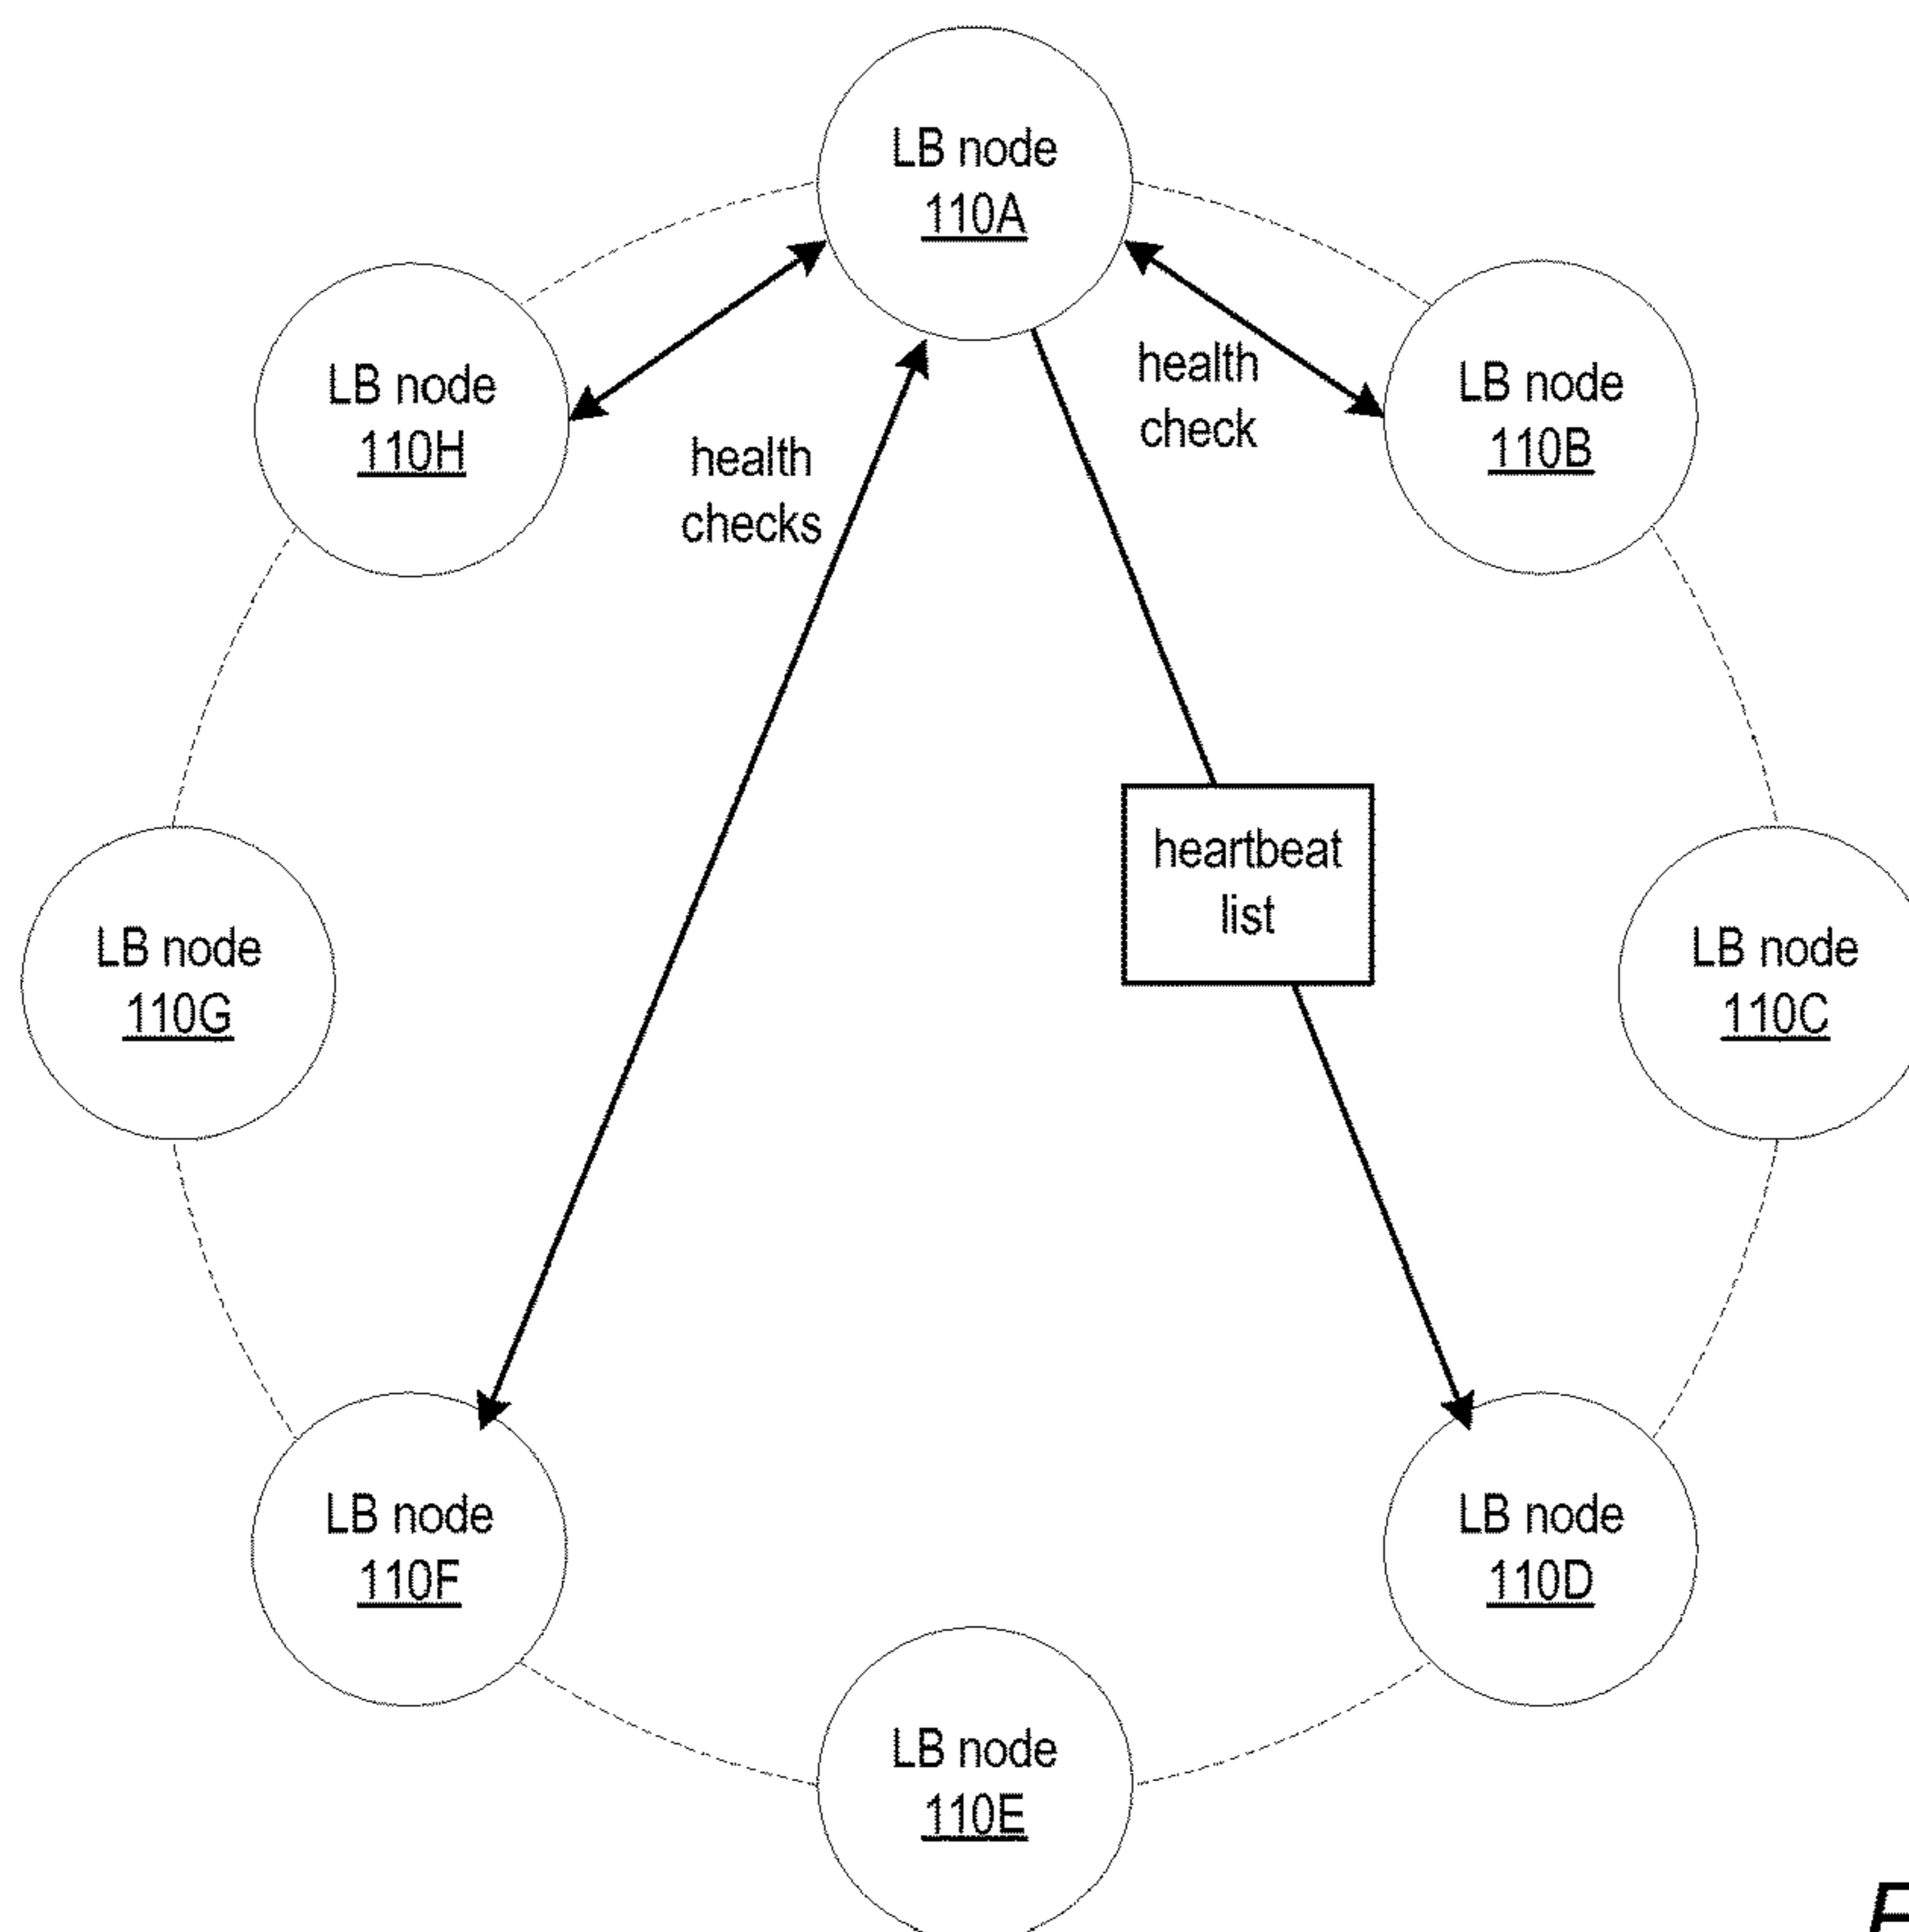 LB node
110A
LB node
110H
health
check
LB node
110B
health
checks
heartbeat
list
LB node
110G
LB node
110C
LB node
110F
LB node
110D
LB node
110E